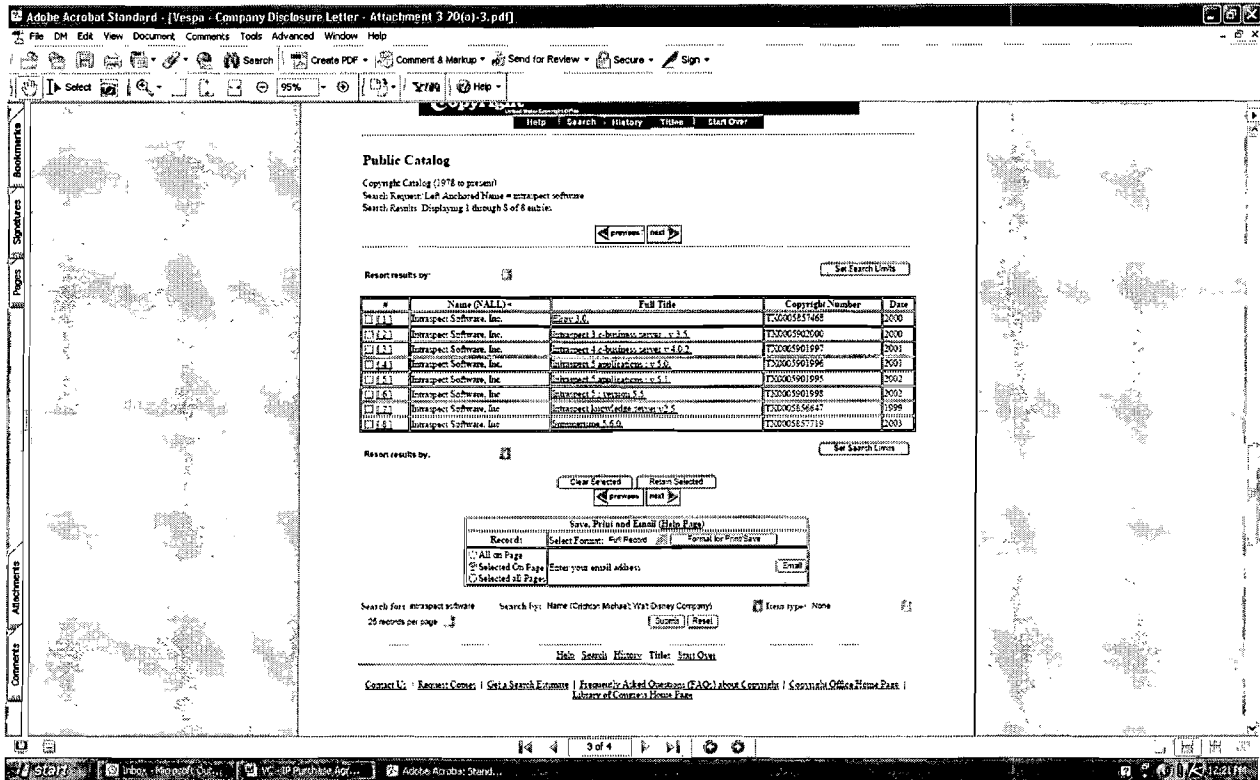 Adobe Acrobat Standard - [Vespa - Company Disclosure Letter - Attachment 3 20(a)-3.pdf]
File DM Edit View Document Comments Tools Advanced Window Help
Search Create PDF Comment & Markup Send for Review Secure Sign
Select 95% Help
Bookmarks
Signatures
Pages
Attachments
Comments
Copyright
United States Copyright Office
Help Search History Titles Start Over
Public Catalog
Copyright Catalog (1978 to present)
Search Request: Left Anchored Name = intraspect software
Search Results: Displaying 1 through 8 of 8 entries
previous next
Resort results by: Set Search Limits
# Name (NALL) < Full Title Copyright Number Date
[ 1 ] Intraspect Software, Inc. 3.0. TX0005857468 2000
[ 2 ] Intraspect Software, Inc. Intraspect 3 e-business server : v 3.5. TX0005902000 2000
[ 3 ] Intraspect Software, Inc. Intraspect 4 e-business server v 4.0.2. TX0005901997 2001
[ 4 ] Intraspect Software, Inc. Intraspect 5 applications : v 5.0. TX0005901996 2001
[ 5 ] Intraspect Software, Inc. Intraspect 5 applications : v 5.1. TX0005901995 2002
[ 6 ] Intraspect Software, Inc. Intraspect 5 : version 5.5. TX0005901998 2002
[ 7 ] Intraspect Software, Inc. Intraspect knowledge server v2.5. TX0005856647 1999
[ 8 ] Intraspect Software, Inc. 5.6.0. TX0005857719 2003
Resort results by: Set Search Limits
Clear Selected Retain Selected
previous next
Save, Print and Email (Help Page)
Records Select Format: Full Record Format for Print/Save
All on Page
Selected On Page Enter your email address: Email
Selected all Pages
Search for: intraspect software Search by: Name (Crichton Michael; Walt Disney Company) Item type: None
25 records per page Submit Reset
Help Search History Titles Start Over
Contact Us | Request Copies | Get a Search Estimate | Frequently Asked Questions (FAQs) about Copyright | Copyright Office Home Page |
Library of Congress Home Page
3 of 4
start Inbox - Microsoft Out... VC - IP Purchase Agr... Adobe Acrobat Stand... 12:21 PM